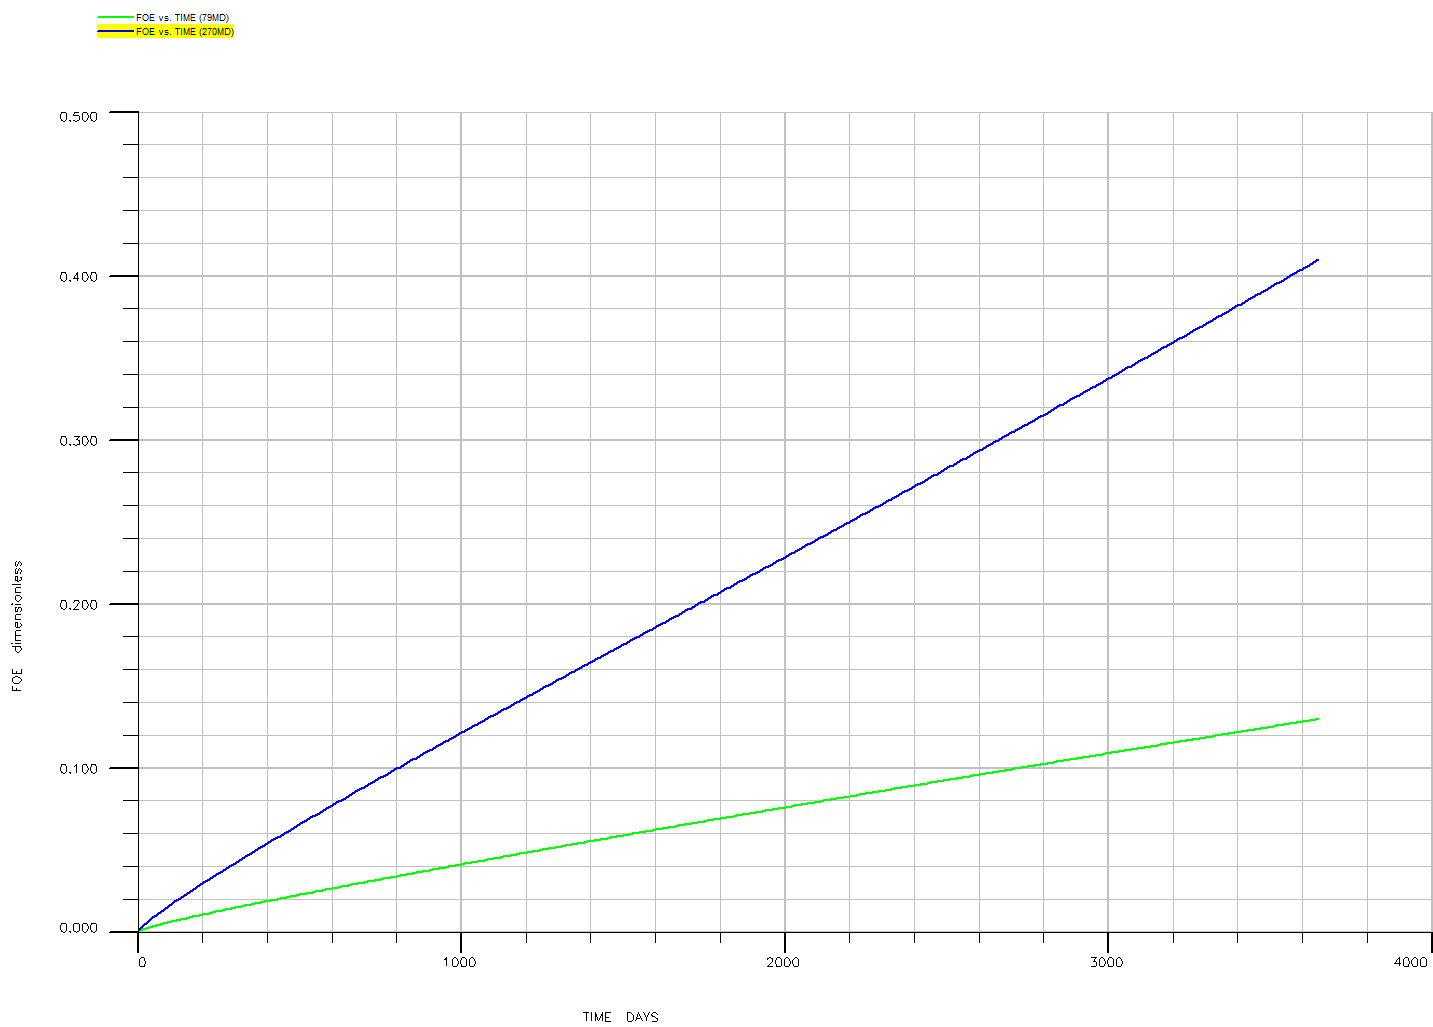 FOE vs. TIME (79MD)
FOE vs. TIME (270MD)
0.500
0.400
0.300
0.200
0.100
0.000
FOE dimensionless
0 1000 2000 3000 4000
TIME DAYS